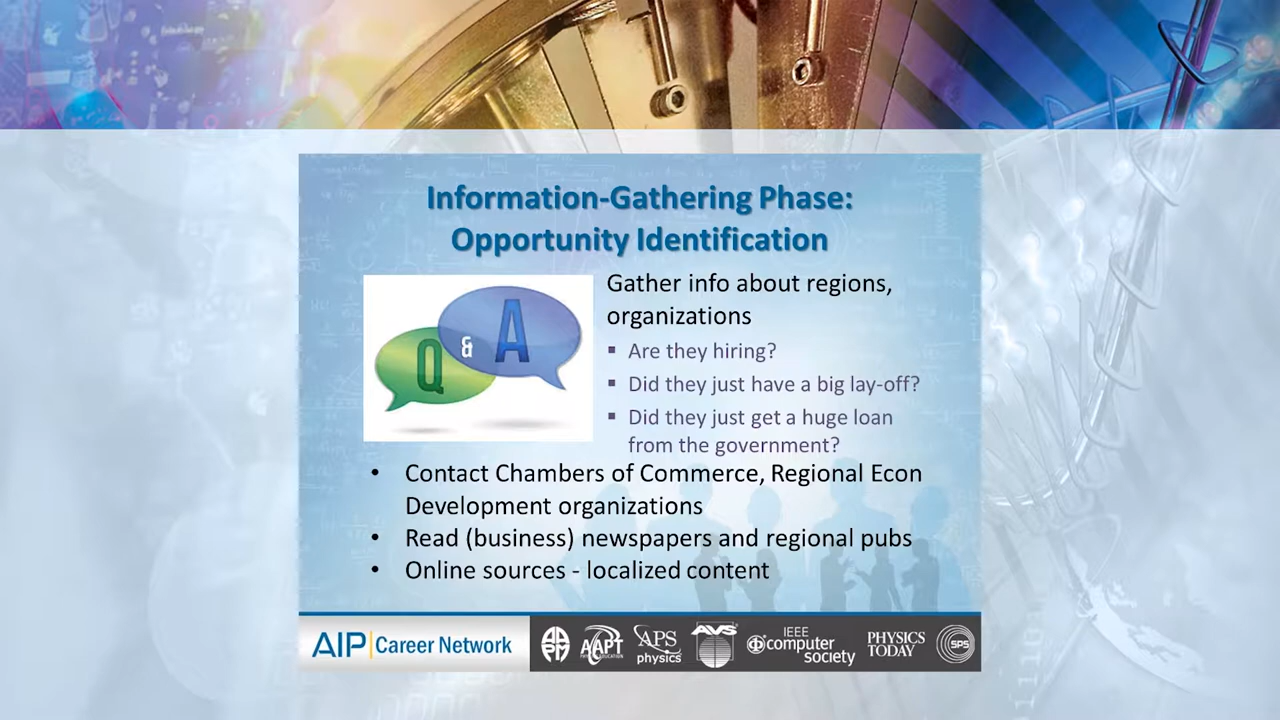 Information-Gathering Phase:
Opportunity Identification
Q & A
Gather info about regions,
organizations
▪ Are they hiring?
▪ Did they just have a big lay-off?
▪ Did they just get a huge loan
from the government?
• Contact Chambers of Commerce, Regional Econ
Development organizations
• Read (business) newspapers and regional pubs
• Online sources - localized content
AIP | Career Network
AAPT
APS
physics
AVS
IEEE
computer
society
PHYSICS
TODAY
SPS